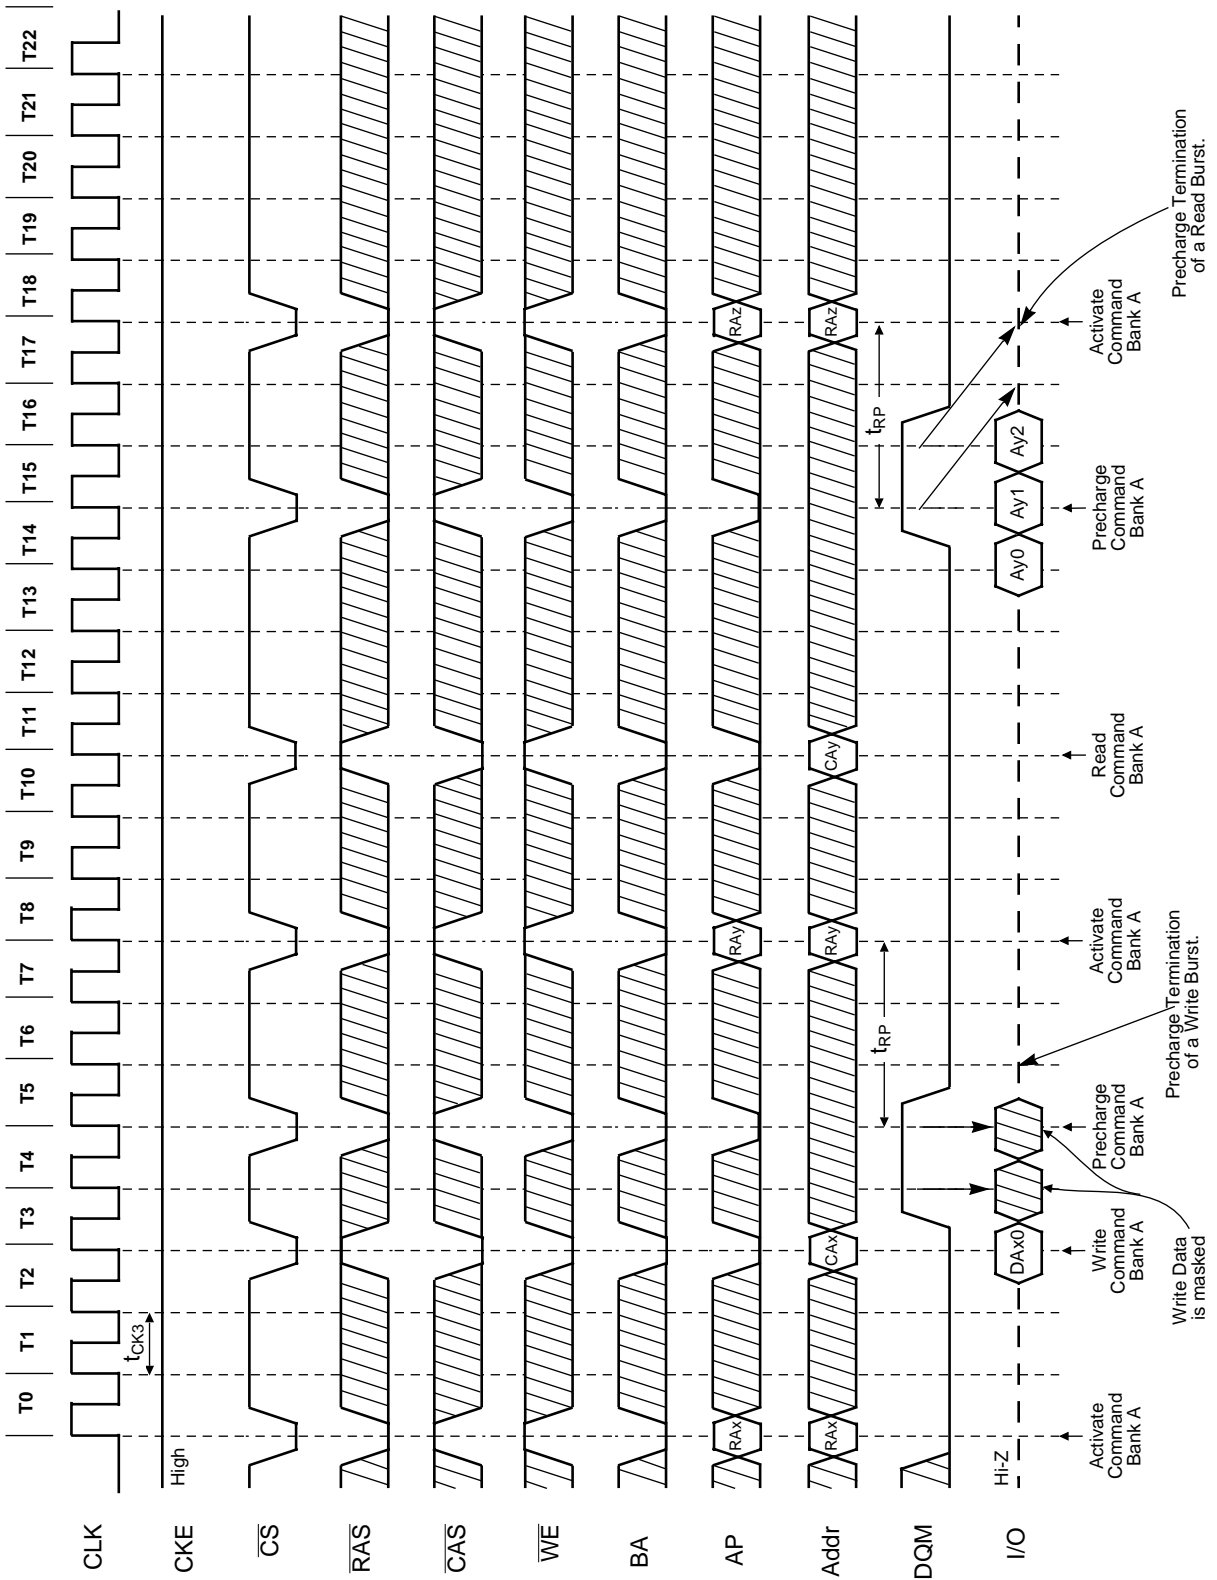 T0
T1
T2
T3
T4
T5
T6
T7
T8
T9
T10
T11
T12
T13
T14
T15
T16
T17
T18
T19
T20
T21
T22
CLK
tCK3
CKE
High
CS
RAS
CAS
WE
BA
AP
RAx
RAy
RAz
Addr
RAx
CAx
RAy
CAy
RAz
tRP
tRP
DQM
I/O
Hi-Z
DAx0
Ay0
Ay1
Ay2
Activate
Command
Bank A
Write
Command
Bank A
Precharge
Command
Bank A
Activate
Command
Bank A
Read
Command
Bank A
Precharge
Command
Bank A
Activate
Command
Bank A
Write Data
is masked
Precharge Termination
of a Write Burst.
Precharge Termination
of a Read Burst.